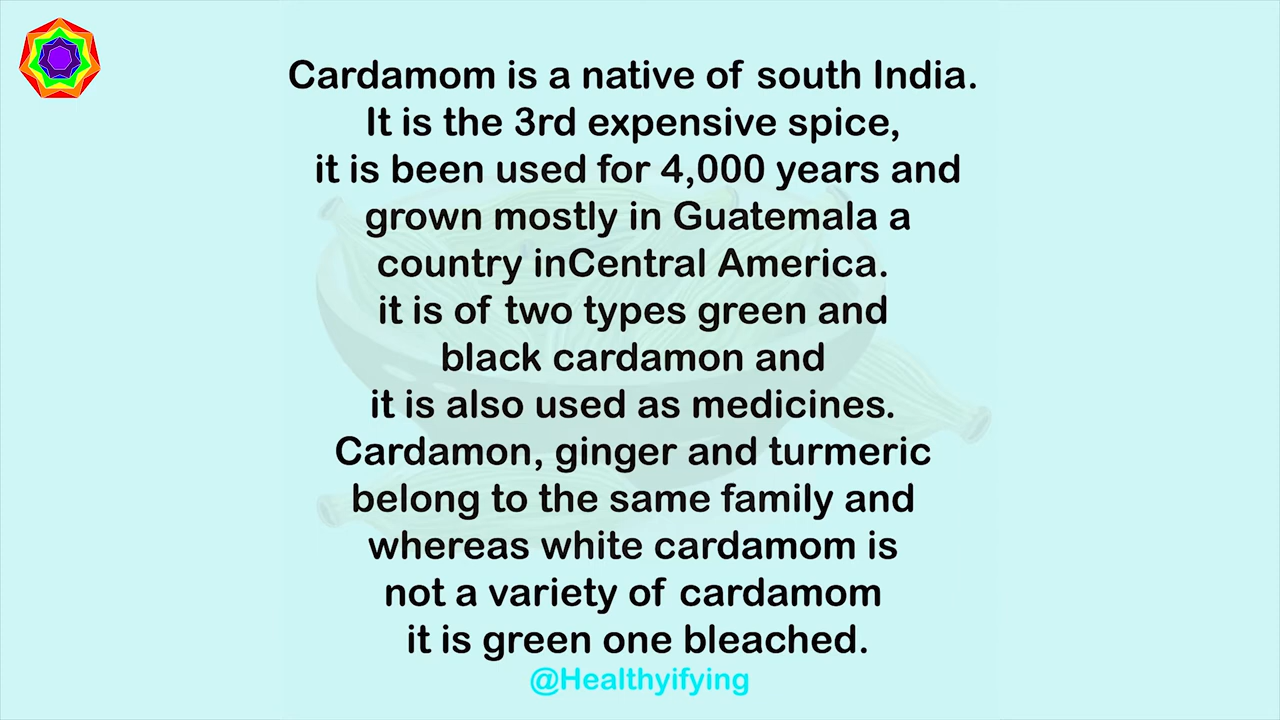 Cardamom is a native of south India.
It is the 3rd expensive spice,
it is been used for 4,000 years and
grown mostly in Guatemala a
country inCentral America.
it is of two types green and
black cardamon and
it is also used as medicines.
Cardamon, ginger and turmeric
belong to the same family and
whereas white cardamom is
not a variety of cardamom
it is green one bleached.
@Healthyifying